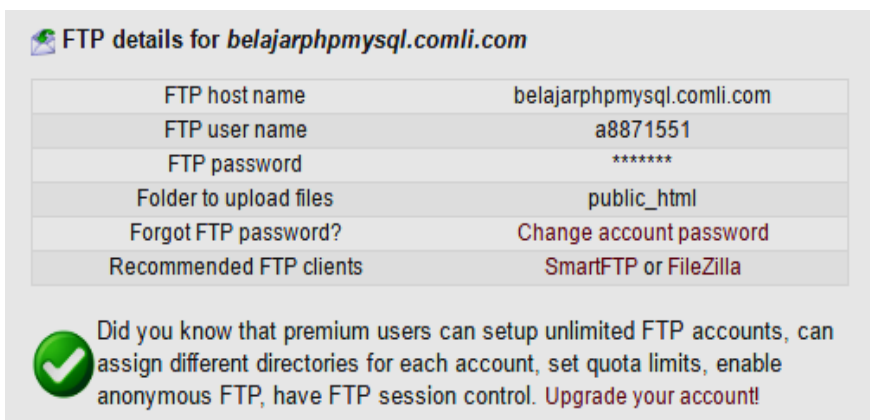 FTP details for belajarphpmysql.comli.com
FTP host name belajarphpmysql.comli.com
FTP user name a8871551
FTP password *******
Folder to upload files public_html
Forgot FTP password? Change account password
Recommended FTP clients SmartFTP or FileZilla
Did you know that premium users can setup unlimited FTP accounts, can
assign different directories for each account, set quota limits, enable
anonymous FTP, have FTP session control. Upgrade your account!